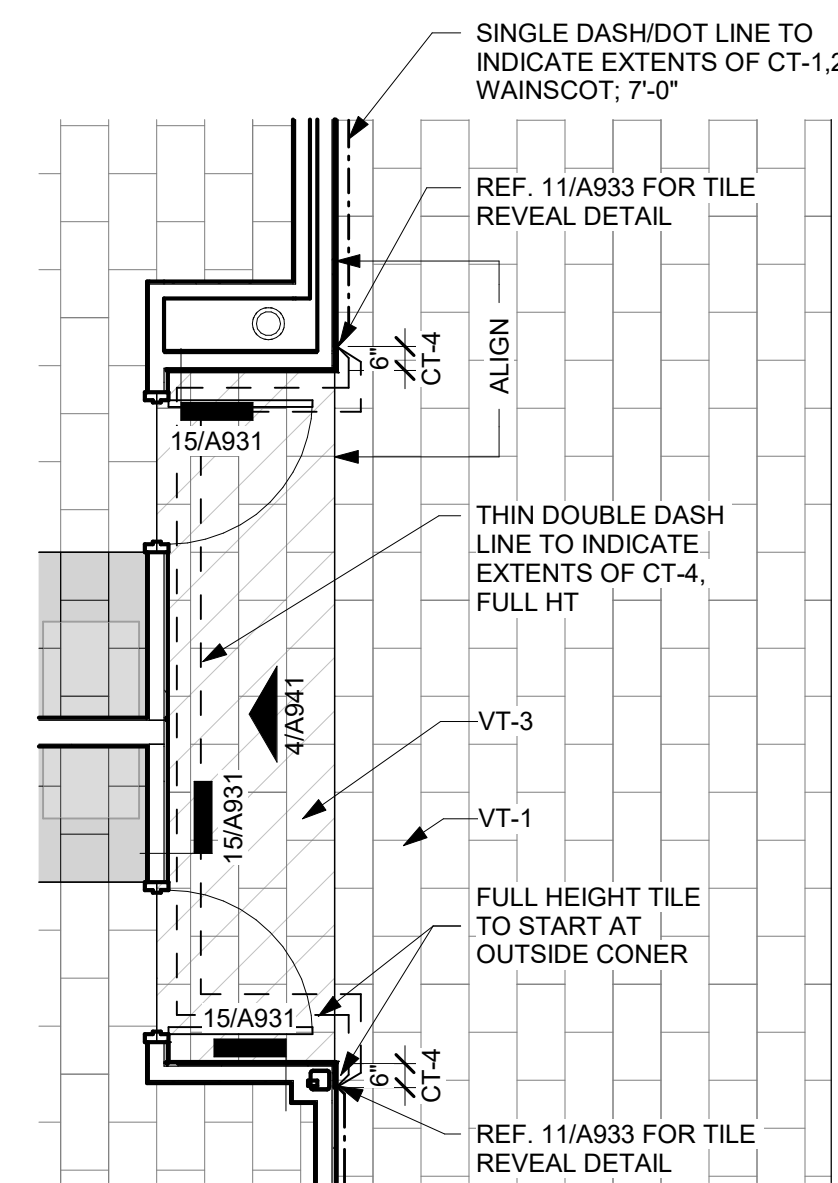 SINGLE DASH/DOT LINE TO
INDICATE EXTENTS OF CT-1,2
WAINSCOT; 7'-0"
REF. 11/A933 FOR TILE
REVEAL DETAIL
6"
CT-4
ALIGN
15/A931
THIN DOUBLE DASH
LINE TO INDICATE
EXTENTS OF CT-4,
FULL HT
4/A941
VT-3
15/A931
VT-1
FULL HEIGHT TILE
TO START AT
OUTSIDE CONER
15/A931
6"
CT-4
REF. 11/A933 FOR TILE
REVEAL DETAIL